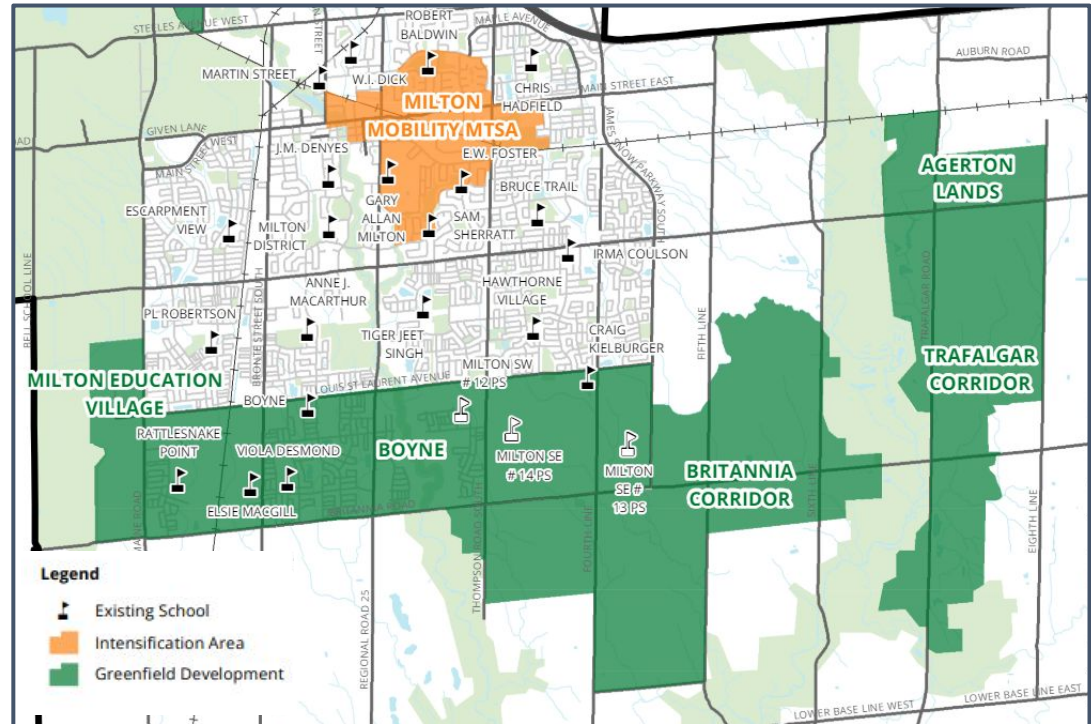 STEELES AVENUE WEST
ROBERT
BALDWIN
MAPLE AVENUE
AUBURN ROAD
MARTIN STREET
W.I. DICK
CHRIS
HADFIELD
MAIN STREET EAST
MILTON
MOBILITY MTSA
GIVEN LANE
MAIN STREET WEST
J.M. DENYES
E.W. FOSTER
JAMES SNOW PARKWAY SOUTH
AGERTON
LANDS
BRUCE TRAIL
GARY
ALLAN
MILTON
SAM
SHERRATT
ESCARPMENT
VIEW
MILTON
DISTRICT
IRMA COULSON
BELL SCHOOL LINE
ANNE J.
MACARTHUR
HAWTHORNE
VILLAGE
TRAFALGAR ROAD
PL ROBERTSON
BRONTE STREET SOUTH
TIGER JEET
SINGH
CRAIG
KIELBURGER
FIFTH LINE
TRAFALGAR
CORRIDOR
MILTON SW
# 12 PS
MILTON EDUCATION
VILLAGE
LOUIS ST LAURENT AVENUE
BOYNE
RATTLESNAKE
POINT
VIOLA DESMOND
BOYNE
MILTON SE
# 14 PS
MILTON
SE #
13 PS
BRITANNIA
CORRIDOR
SIXTH LINE
ELSIE MACGILL
BRITANNIA ROAD
THOMPSON ROAD SOUTH
FOURTH LINE
EIGHTH LINE
REGIONAL ROAD 25
Legend
Existing School
Intensification Area
Greenfield Development
LOWER BASE LINE WEST
LOWER BASE LINE EAST